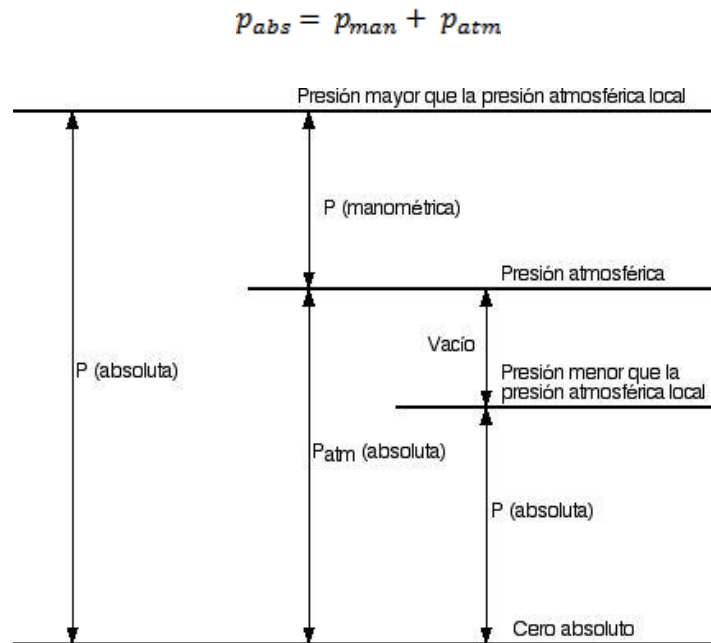 p_abs = p_man + p_atm
Presión mayor que la presión atmosférica local
P (manométrica)
Presión atmosférica
Vacío
P (absoluta)
Presión menor que la
presión atmosférica local
Patm (absoluta)
P (absoluta)
Cero absoluto